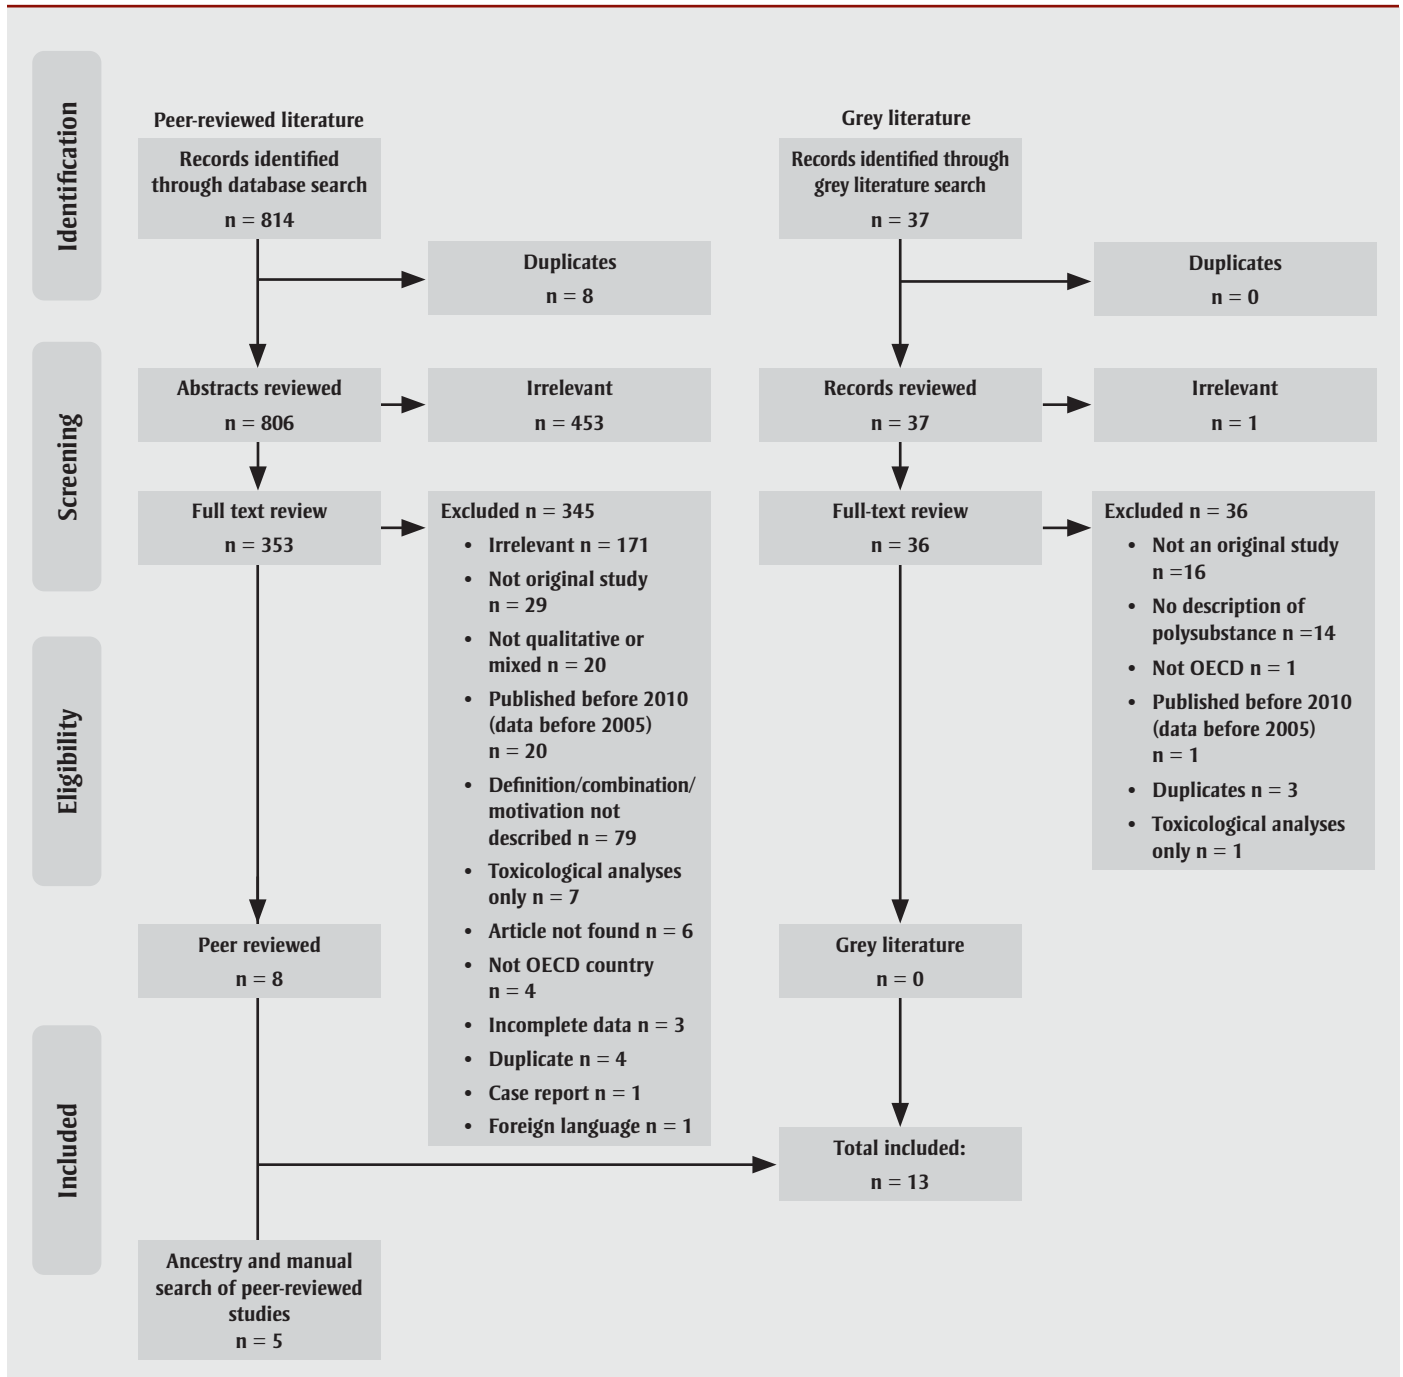 Identification
Screening
Eligibility
Included
Peer-reviewed literature
Records identified
through database search
n = 814
Duplicates
n = 8
Abstracts reviewed
n = 806
Irrelevant
n = 453
Full text review
n = 353
Excluded n = 345
• Irrelevant n = 171
• Not original study
n = 29
• Not qualitative or
mixed n = 20
• Published before 2010
(data before 2005)
n = 20
• Definition/combination/
motivation not
described n = 79
• Toxicological analyses
only n = 7
• Article not found n = 6
• Not OECD country
n = 4
• Incomplete data n = 3
• Duplicate n = 4
• Case report n = 1
• Foreign language n = 1
Peer reviewed
n = 8
Ancestry and manual
search of peer-reviewed
studies
n = 5
Grey literature
Records identified through
grey literature search
n = 37
Duplicates
n = 0
Records reviewed
n = 37
Irrelevant
n = 1
Full-text review
n = 36
Excluded n = 36
• Not an original study
n =16
• No description of
polysubstance n =14
• Not OECD n = 1
• Published before 2010
(data before 2005)
n = 1
• Duplicates n = 3
• Toxicological analyses
only n = 1
Grey literature
n = 0
Total included:
n = 13